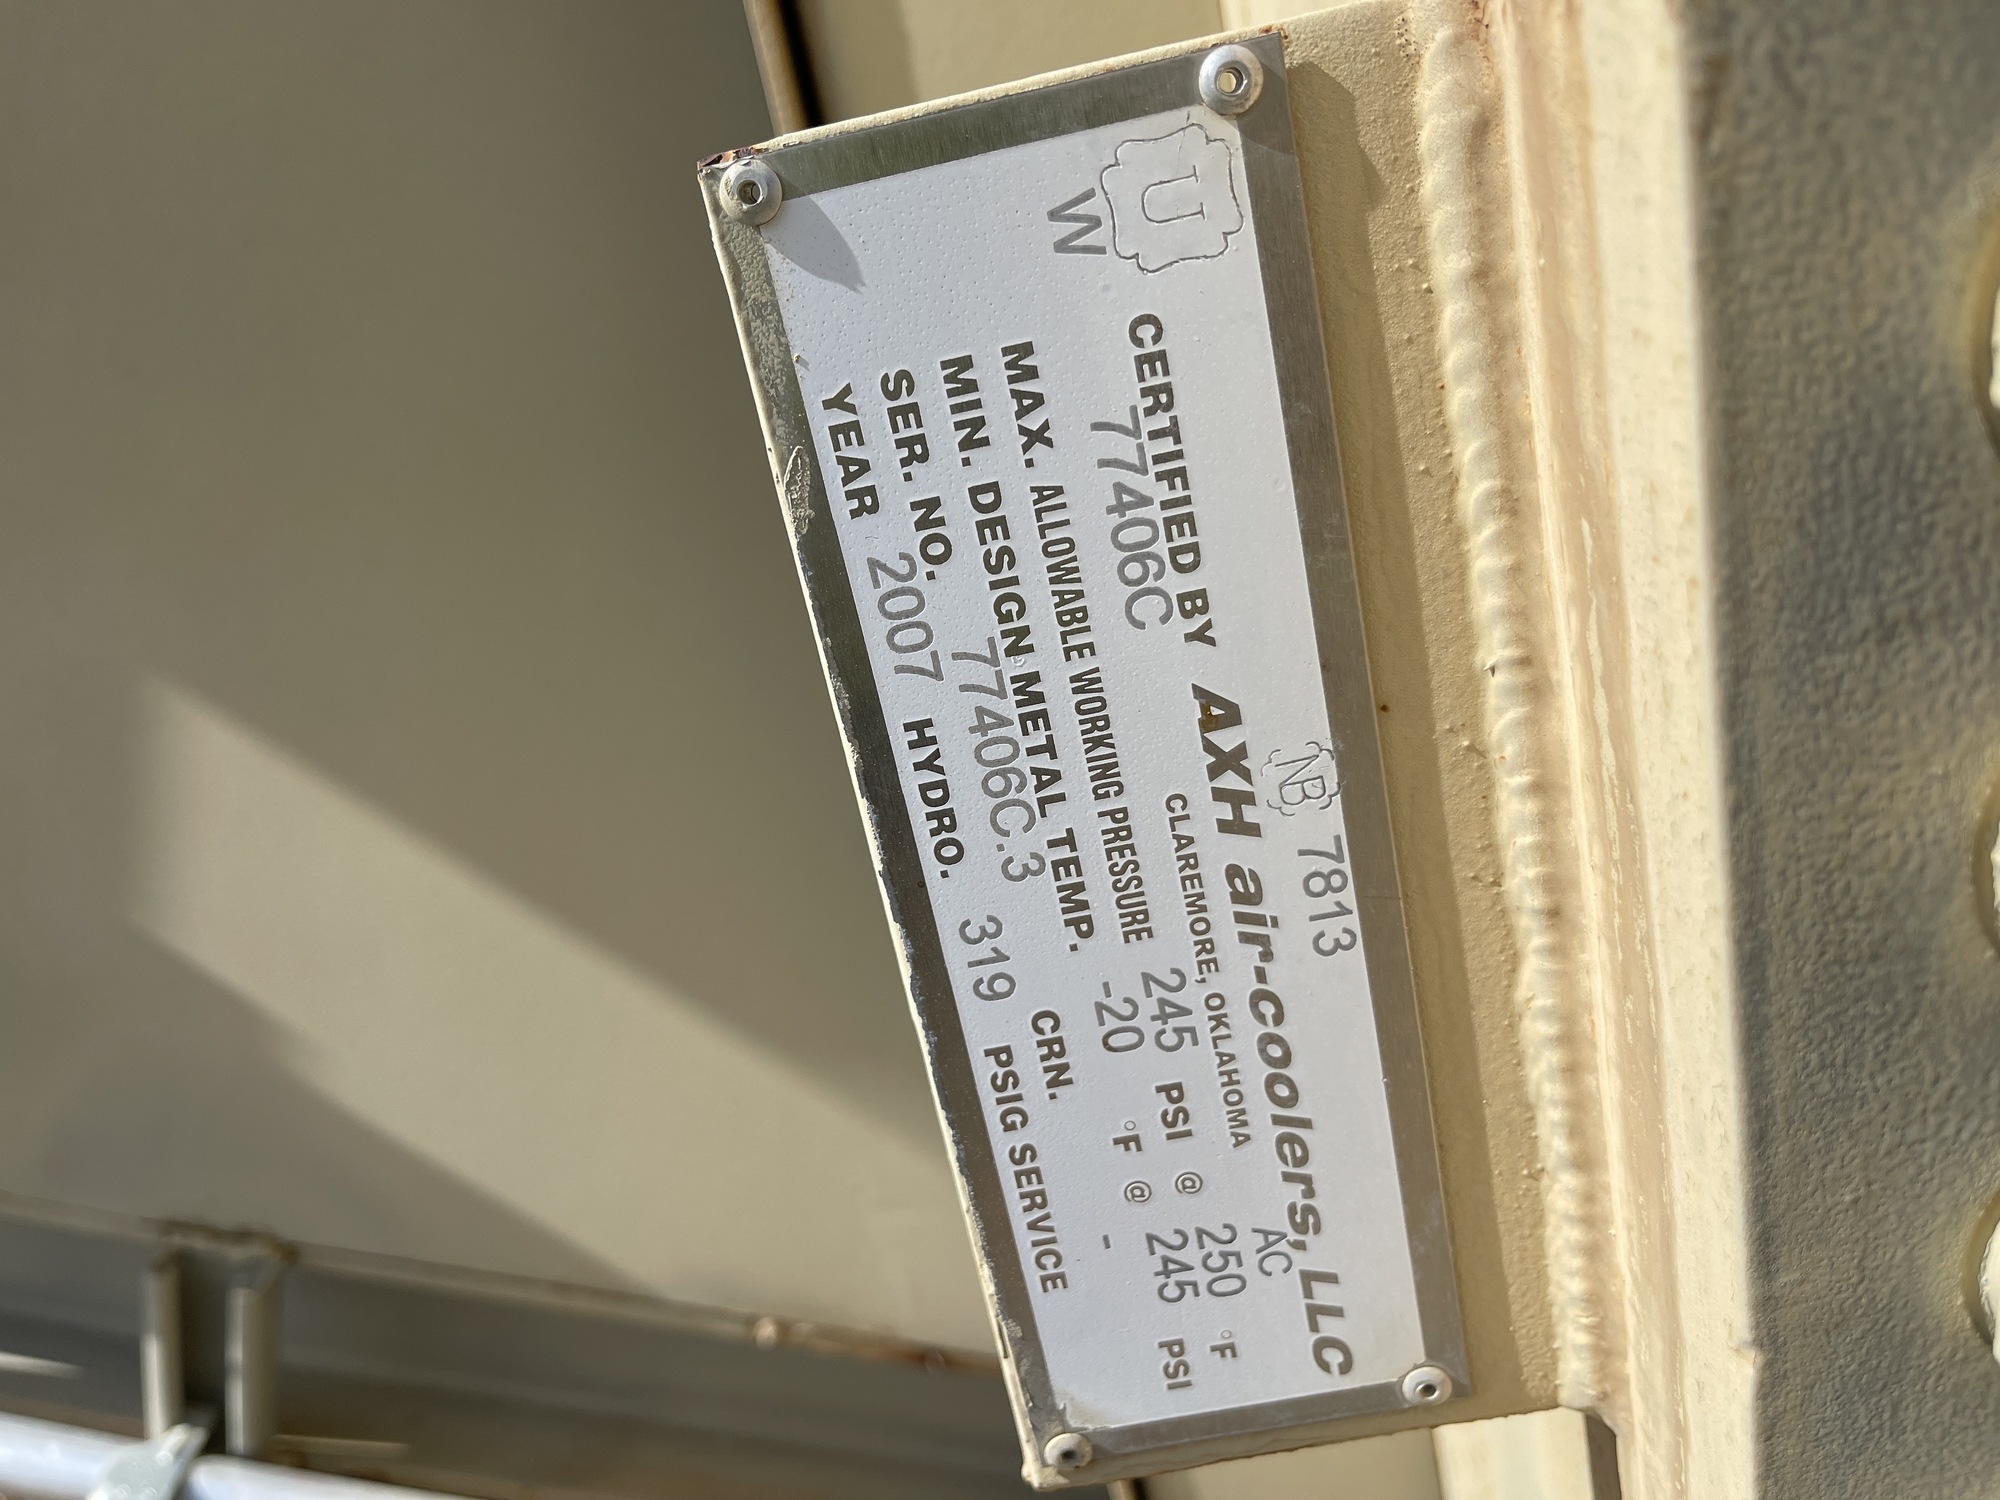 NB 7813
U
W
CERTIFIED BY AXH air-coolers, LLC
77406C CLAREMORE, OKLAHOMA AC
MAX. ALLOWABLE WORKING PRESSURE 245 PSI @ 250 °F
MIN. DESIGN METAL TEMP. -20 °F @ 245 PSI
SER. NO. 77406C.3 CRN. -
YEAR 2007 HYDRO. 319 PSIG SERVICE